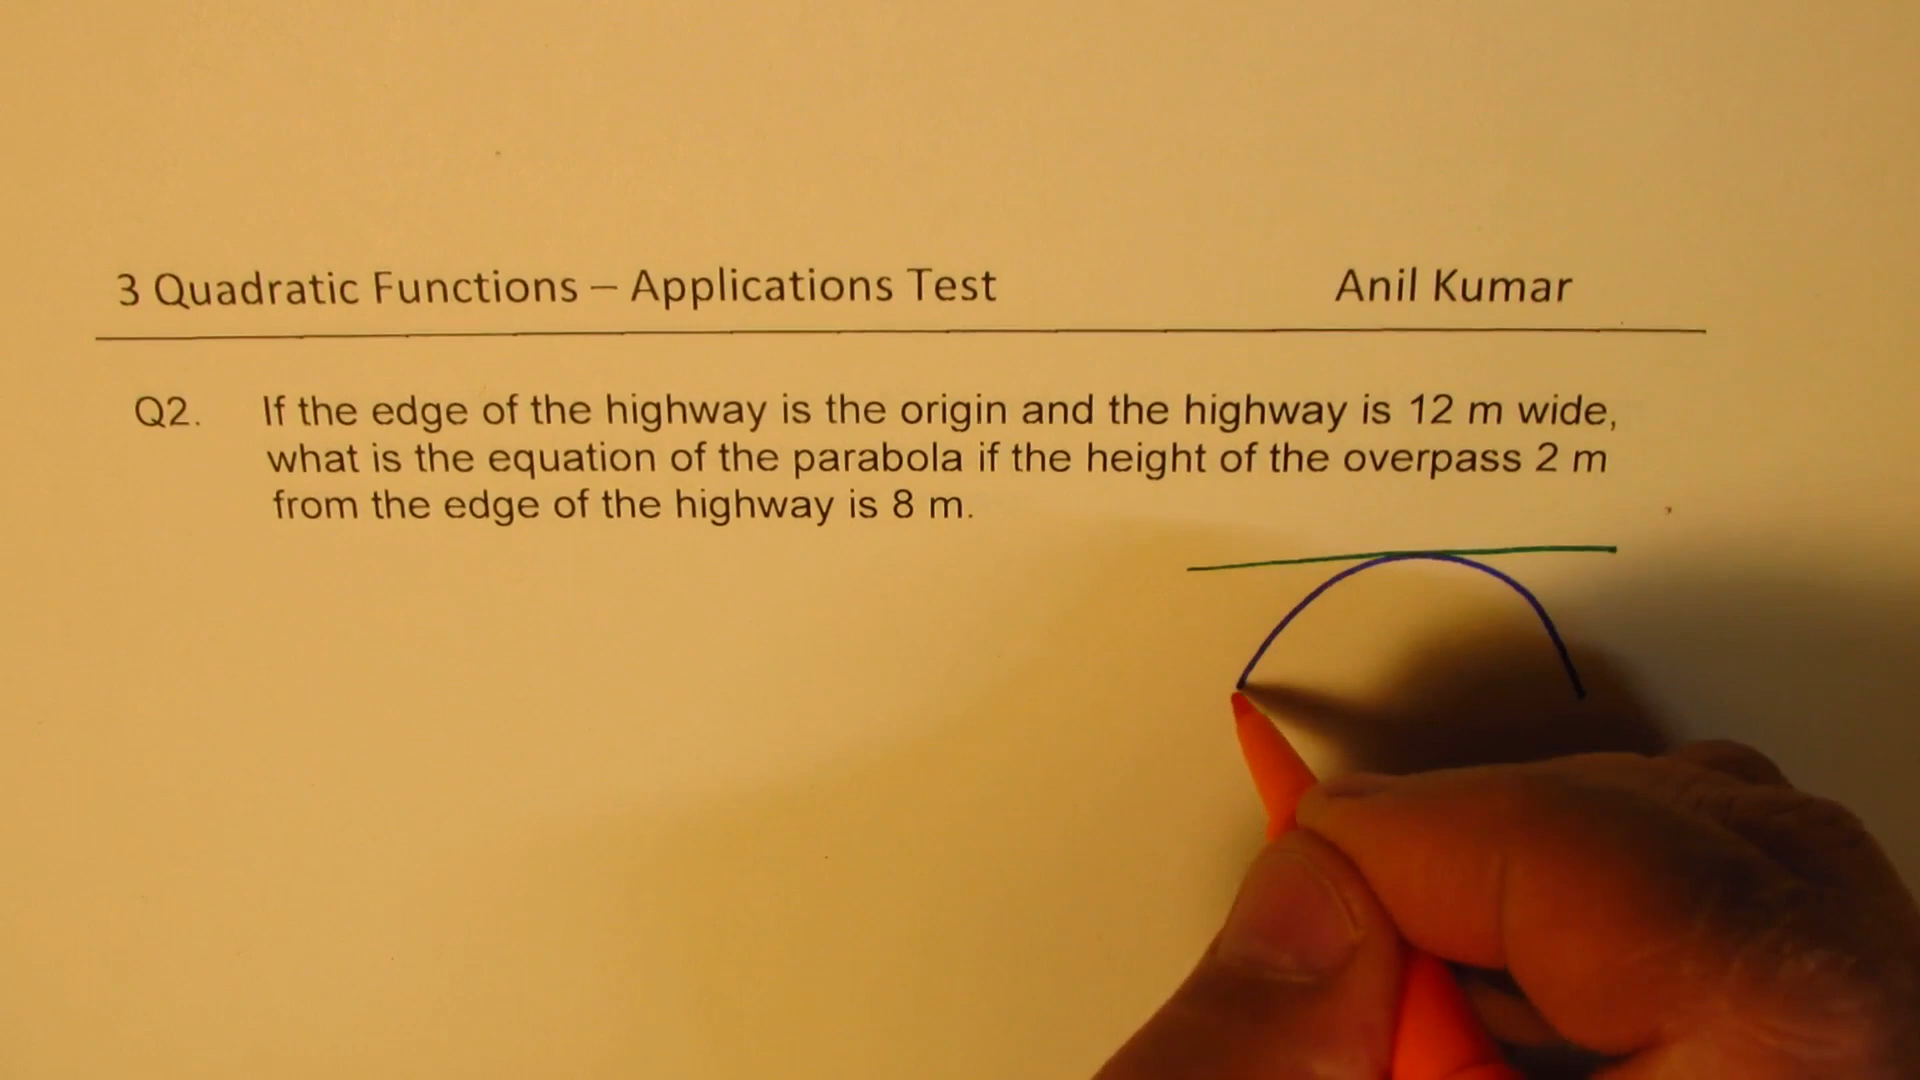 3 Quadratic Functions – Applications Test Anil Kumar
Q2. If the edge of the highway is the origin and the highway is 12 m wide,
what is the equation of the parabola if the height of the overpass 2 m
from the edge of the highway is 8 m.